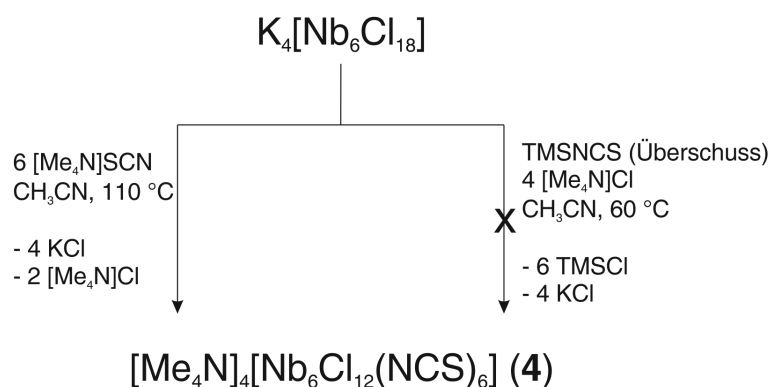 K₄[Nb₆Cl₁₈]
6 [Me₄N]SCN
CH₃CN, 110 °C
- 4 KCl
- 2 [Me₄N]Cl
TMSNCS (Überschuss)
4 [Me₄N]Cl
CH₃CN, 60 °C
X
- 6 TMSCl
- 4 KCl
[Me₄N]₄[Nb₆Cl₁₂(NCS)₆] (4)